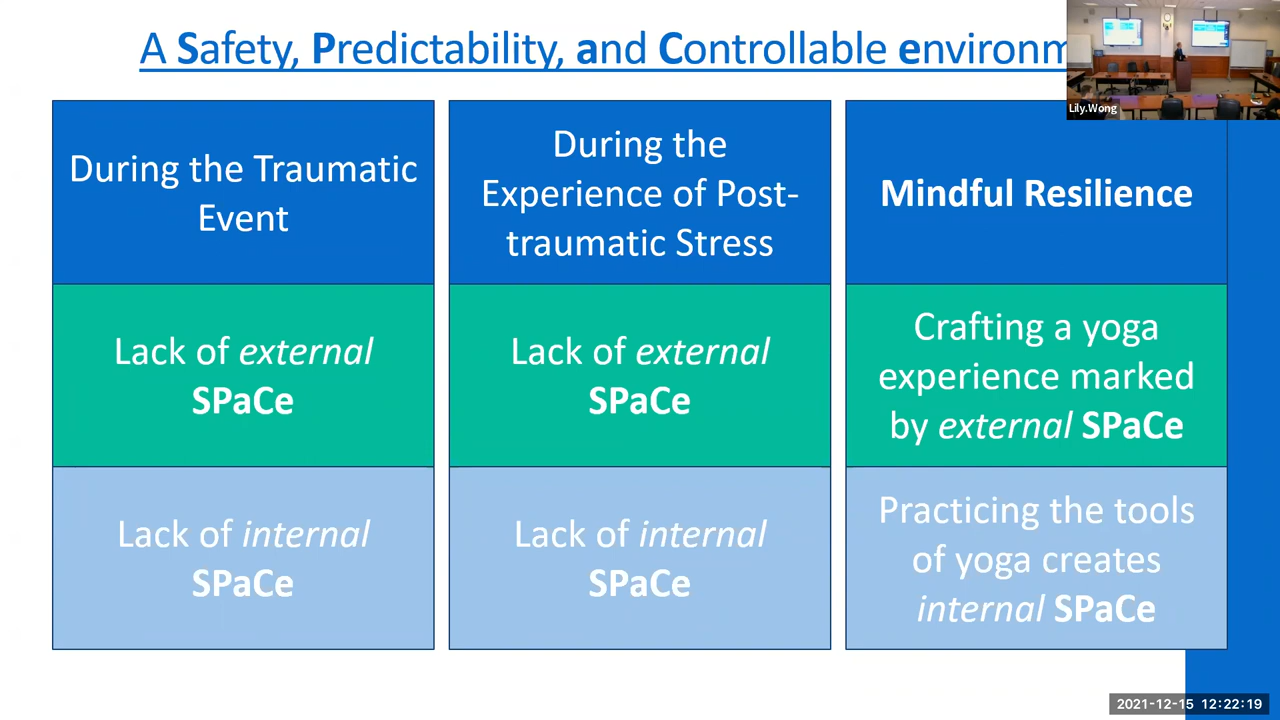 A Safety, Predictability, and Controllable environm
Lily.Wong
During the Traumatic
Event
During the
Experience of Post-
traumatic Stress
Mindful Resilience
Lack of external
SPaCe
Lack of external
SPaCe
Crafting a yoga
experience marked
by external SPaCe
Lack of internal
SPaCe
Lack of internal
SPaCe
Practicing the tools
of yoga creates
internal SPaCe
2021-12-15 12:22:19